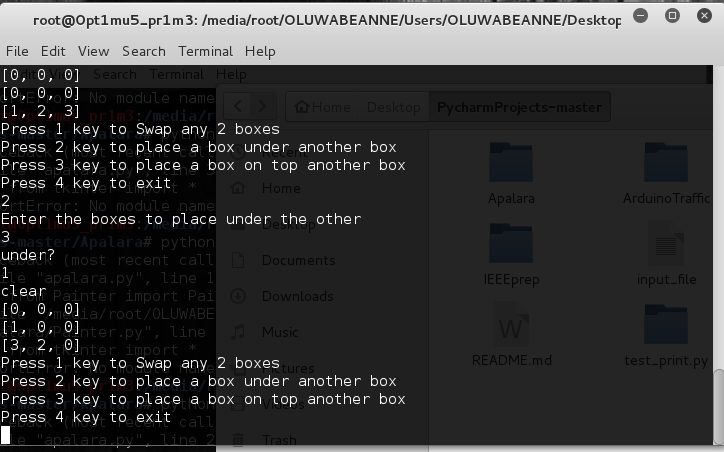 root@0pt1mu5_pr1m3: /media/root/OLUWABEANNE/Users/OLUWABEANNE/Desktop
File Edit View Search Terminal Help
[0, 0, 0]
[0, 0, 0]
[1, 2, 3]
Press 1 key to Swap any 2 boxes
Press 2 key to place a box under another box
Press 3 key to place a box on top another box
Press 4 key to exit
2
Enter the boxes to place under the other
3
under?
1
clear
[0, 0, 0]
[1, 0, 0]
[3, 2, 0]
Press 1 key to Swap any 2 boxes
Press 2 key to place a box under another box
Press 3 key to place a box on top another box
Press 4 key to exit
Search Terminal Help
Home Desktop PycharmProjects-master
Home
Desktop
Documents
Downloads
Music
Pictures
Videos
Trash
Apalara
ArduinoTraffic
IEEEprep
input_file
README.md
test_print.py